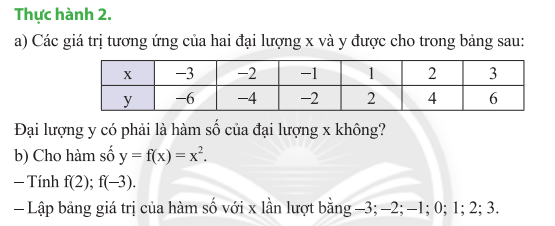 Thực hành 2.
a) Các giá trị tương ứng của hai đại lượng x và y được cho trong bảng sau:
x –3 –2 –1 1 2 3
y –6 –4 –2 2 4 6
Đại lượng y có phải là hàm số của đại lượng x không?
b) Cho hàm số y = f(x) = x².
– Tính f(2); f(–3).
– Lập bảng giá trị của hàm số với x lần lượt bằng –3; –2; –1; 0; 1; 2; 3.